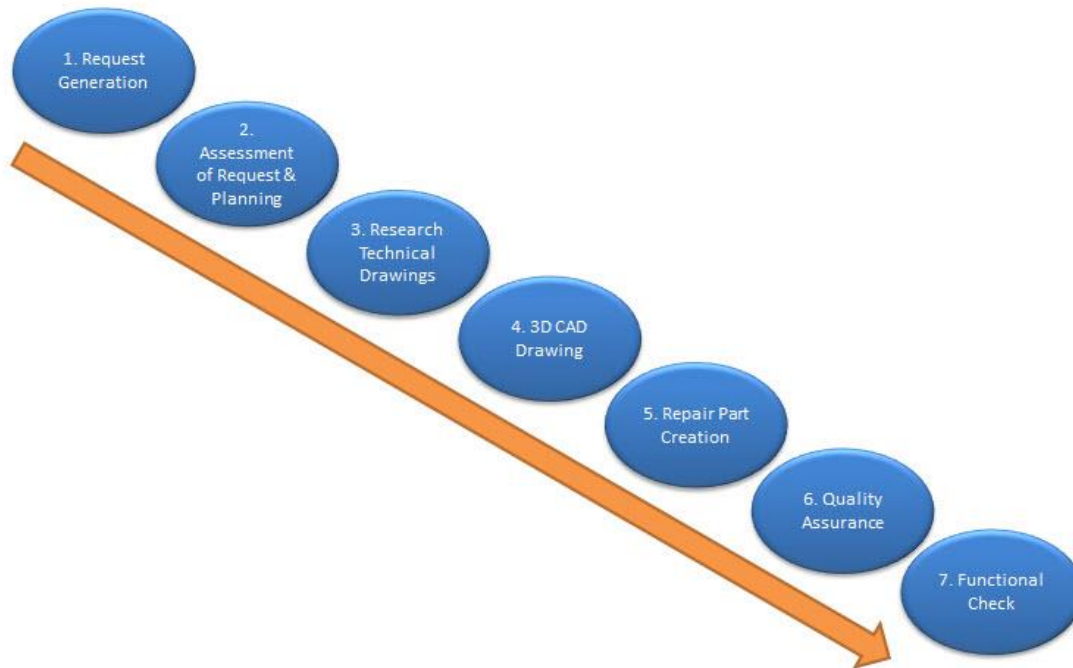 1. Request
Generation
2.
Assessment
of Request &
Planning
3. Research
Technical
Drawings
4. 3D CAD
Drawing
5. Repair Part
Creation
6. Quality
Assurance
7. Functional
Check